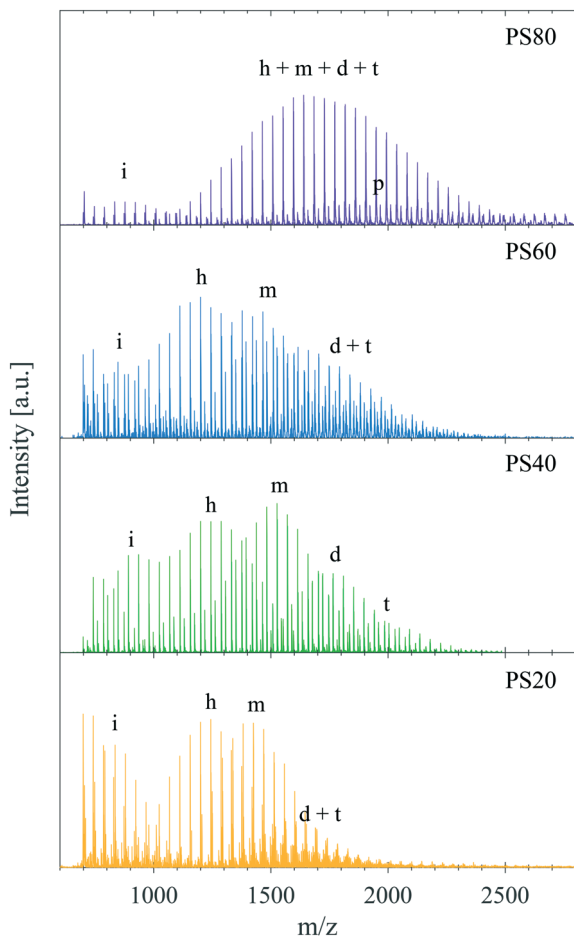 PS80
h + m + d + t
i
p
PS60
h
m
i
d + t
PS40
m
h
i
d
t
PS20
h
m
i
d + t
1000 1500 2000 2500
m/z
Intensity [a.u.]